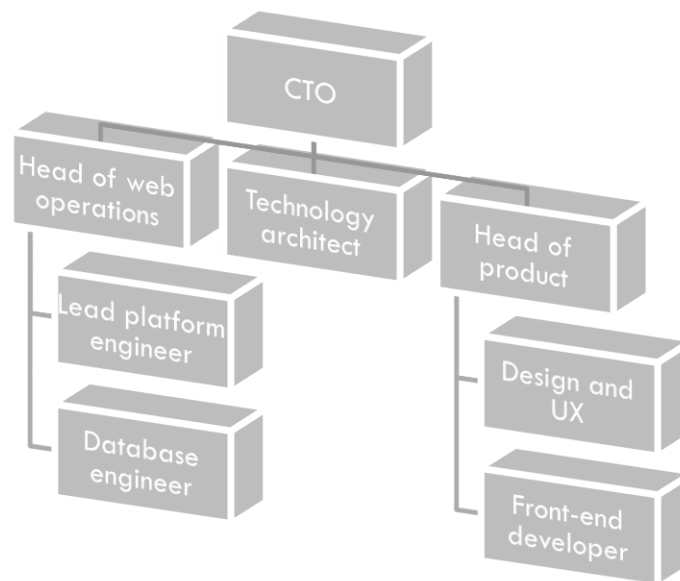 CTO
Head of web
operations
Technology
architect
Head of
product
Lead platform
engineer
Database
engineer
Design and
UX
Front-end
developer